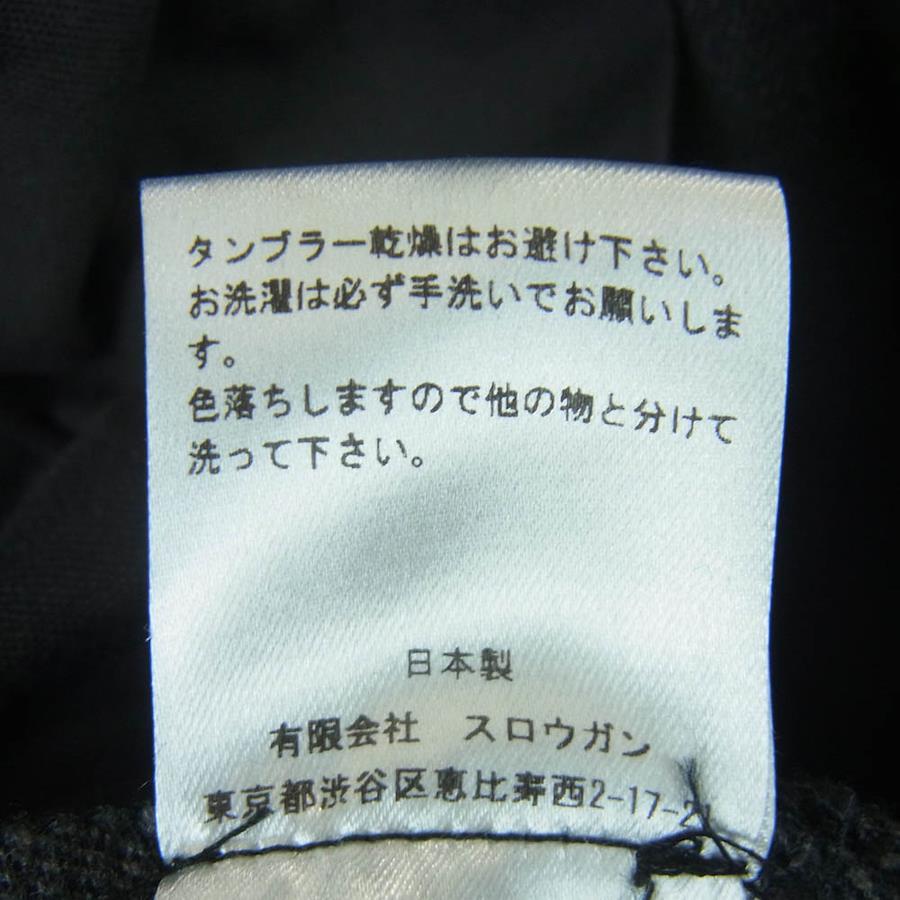 タンブラー乾燥はお避け下さい。
お洗濯は必ず手洗いでお願いしま
す。
色落ちしますので他の物と分けて
洗って下さい。
日本製
有限会社 スロウガン
東京都渋谷区恵比寿西2-17-21